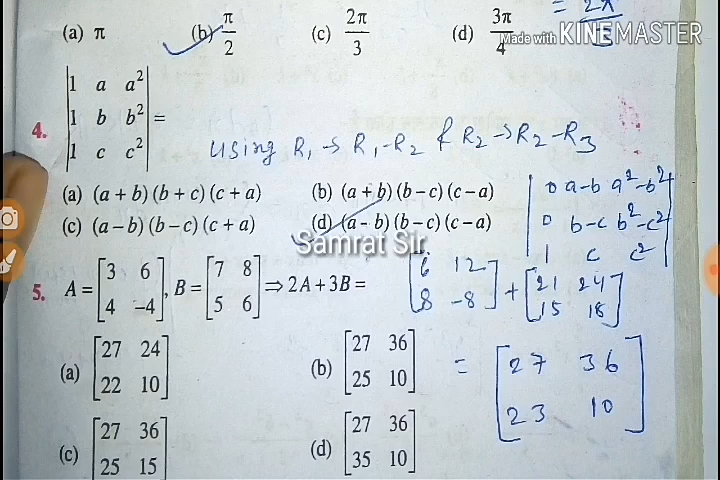 (a) π (b) π/2 (c) 2π/3 (d) 3π/4
= 2π
Made with KINEMASTER
4. |1 a a²|
|1 b b²| =
|1 c c²|
using R₁→R₁-R₂ & R₂→R₂-R₃
(a) (a + b) (b + c) (c + a) (b) (a + b) (b – c) (c – a)
(c) (a – b) (b – c) (c + a) (d) (a – b) (b – c) (c – a)
|0 a-b a²-b²|
|0 b-c b²-c²|
|1 c c²|
Samrat Sir
5. A = [3 6] , B = [7 8] ⇒ 2A + 3B =
[4 –4] [5 6]
[6 12] + [21 24]
[8 -8] [15 18]
(a) [27 24] (b) [27 36]
[22 10] [25 10]
= [27 36]
[23 10]
(c) [27 36] (d) [27 36]
[25 15] [35 10]